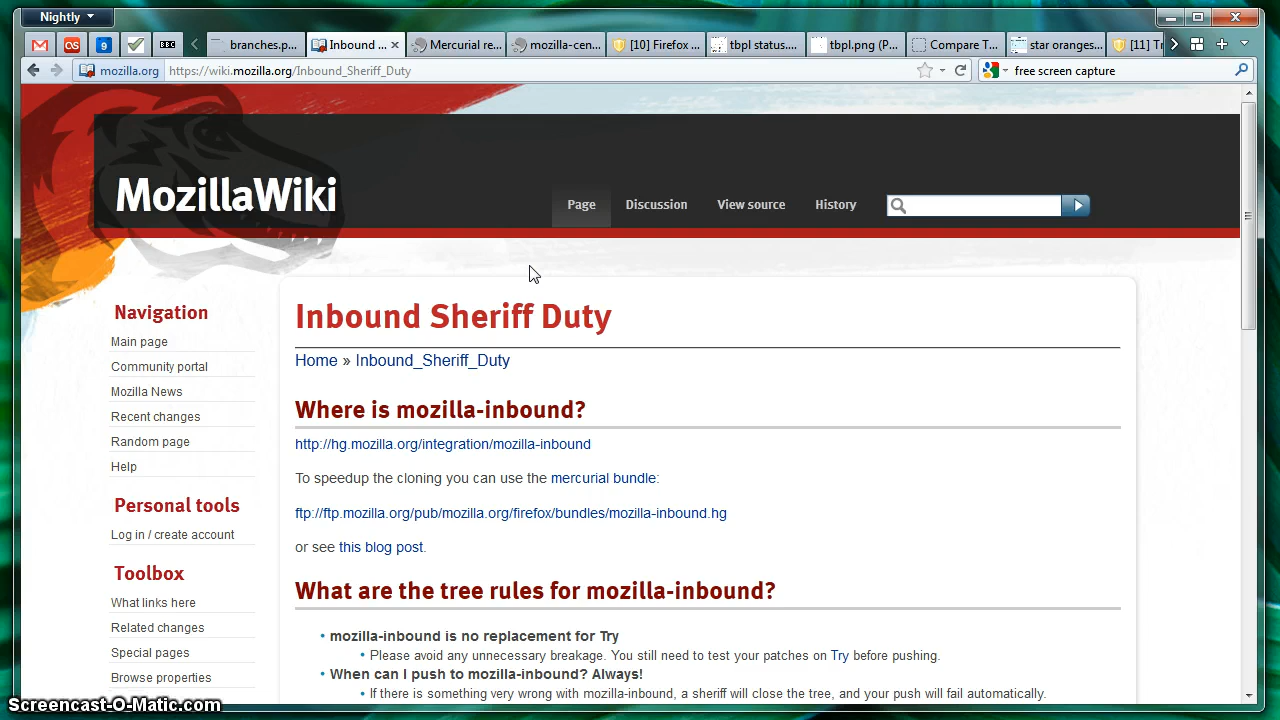 Nightly
9
BBC
branches.p...
Inbound ...
Mercurial re...
mozilla-cen...
[10] Firefox ...
tbpl status....
tbpl.png (P...
Compare T...
star oranges...
[11] Tr
mozilla.org
https://wiki.mozilla.org/Inbound_Sheriff_Duty
free screen capture
MozillaWiki
Page
Discussion
View source
History
Navigation
Main page
Community portal
Mozilla News
Recent changes
Random page
Help
Personal tools
Log in / create account
Toolbox
What links here
Related changes
Special pages
Browse properties
Inbound Sheriff Duty
Home » Inbound_Sheriff_Duty
Where is mozilla-inbound?
http://hg.mozilla.org/integration/mozilla-inbound
To speedup the cloning you can use the mercurial bundle:
ftp://ftp.mozilla.org/pub/mozilla.org/firefox/bundles/mozilla-inbound.hg
or see this blog post.
What are the tree rules for mozilla-inbound?
• mozilla-inbound is no replacement for Try
• Please avoid any unnecessary breakage. You still need to test your patches on Try before pushing.
• When can I push to mozilla-inbound? Always!
• If there is something very wrong with mozilla-inbound, a sheriff will close the tree, and your push will fail automatically.
Screencast-O-Matic.com